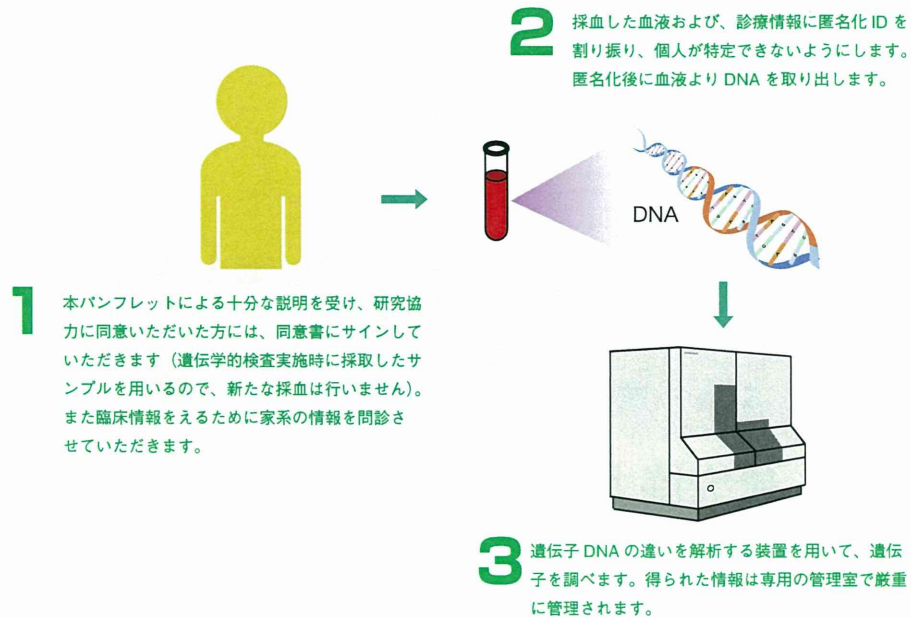 1
本パンフレットによる十分な説明を受け、研究協
力に同意いただいた方には、同意書にサインして
いただきます（遺伝学的検査実施時に採取したサ
ンプルを用いるので、新たな採血は行いません）。
また臨床情報をえるために家系の情報を問診さ
せていただきます。
2
採血した血液および、診療情報に匿名化 ID を
割り振り、個人が特定できないようにします。
匿名化後に血液より DNA を取り出します。
DNA
3
遺伝子 DNA の違いを解析する装置を用いて、遺伝
子を調べます。得られた情報は専用の管理室で厳重
に管理されます。